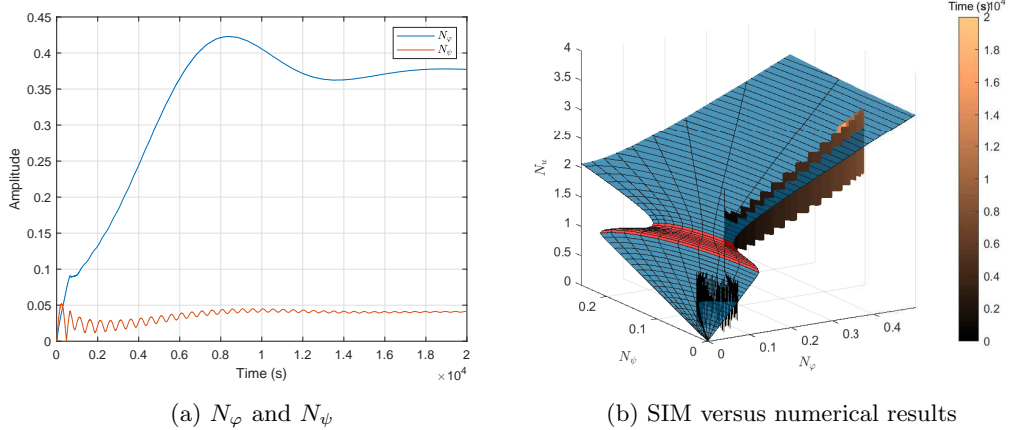 0.45
0.4
0.35
0.3
0.25
0.2
0.15
0.1
0.05
0
Amplitude
N_φ
N_ψ
0 0.2 0.4 0.6 0.8 1 1.2 1.4 1.6 1.8 2
Time (s)
×10^4
(a) N_φ and N_ψ
4
3.5
3
2.5
2
1.5
1
0.5
0
N_u
0.2
0.1
0
N_ψ
0 0.1 0.2 0.3 0.4
N_φ
Time (s) ×10^4
2
1.8
1.6
1.4
1.2
1
0.8
0.6
0.4
0.2
0
(b) SIM versus numerical results